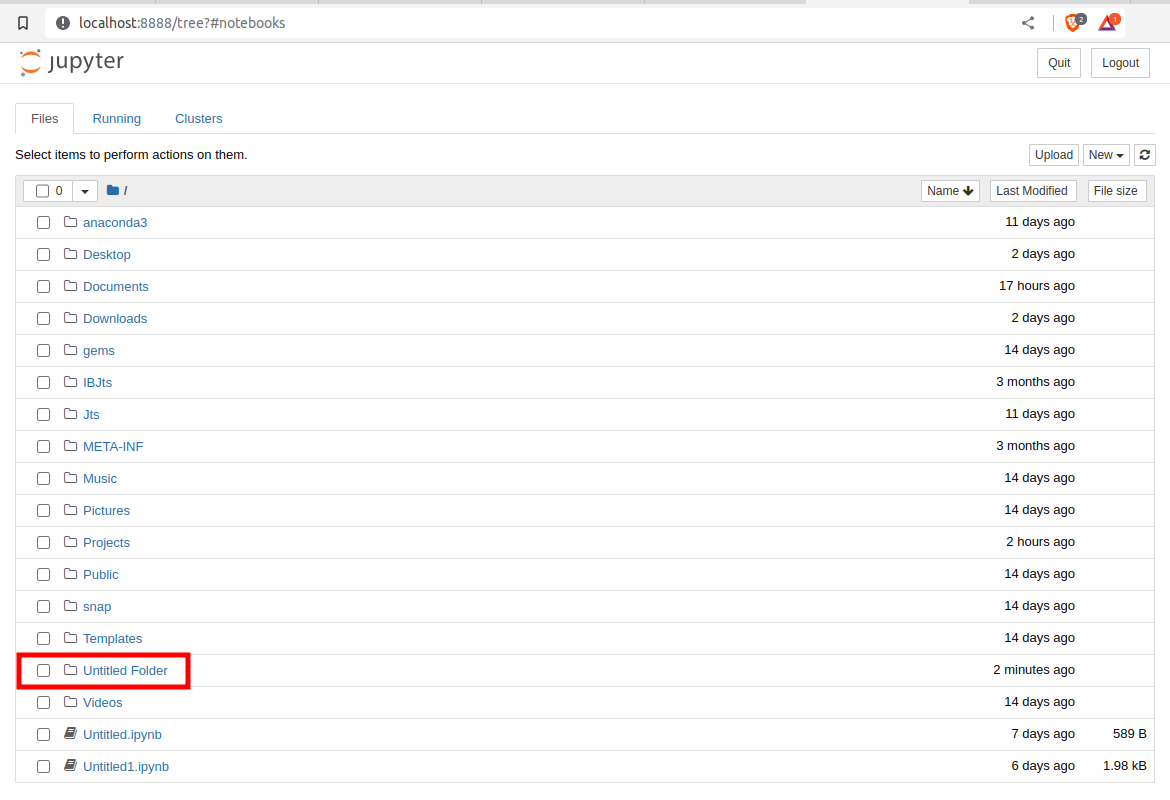 localhost:8888/tree?#notebooks 2 1
jupyter Quit Logout
Files Running Clusters
Select items to perform actions on them. Upload New
0 / Name Last Modified File size
anaconda3 11 days ago
Desktop 2 days ago
Documents 17 hours ago
Downloads 2 days ago
gems 14 days ago
IBJts 3 months ago
Jts 11 days ago
META-INF 3 months ago
Music 14 days ago
Pictures 14 days ago
Projects 2 hours ago
Public 14 days ago
snap 14 days ago
Templates 14 days ago
Untitled Folder 2 minutes ago
Videos 14 days ago
Untitled.ipynb 7 days ago 589 B
Untitled1.ipynb 6 days ago 1.98 kB